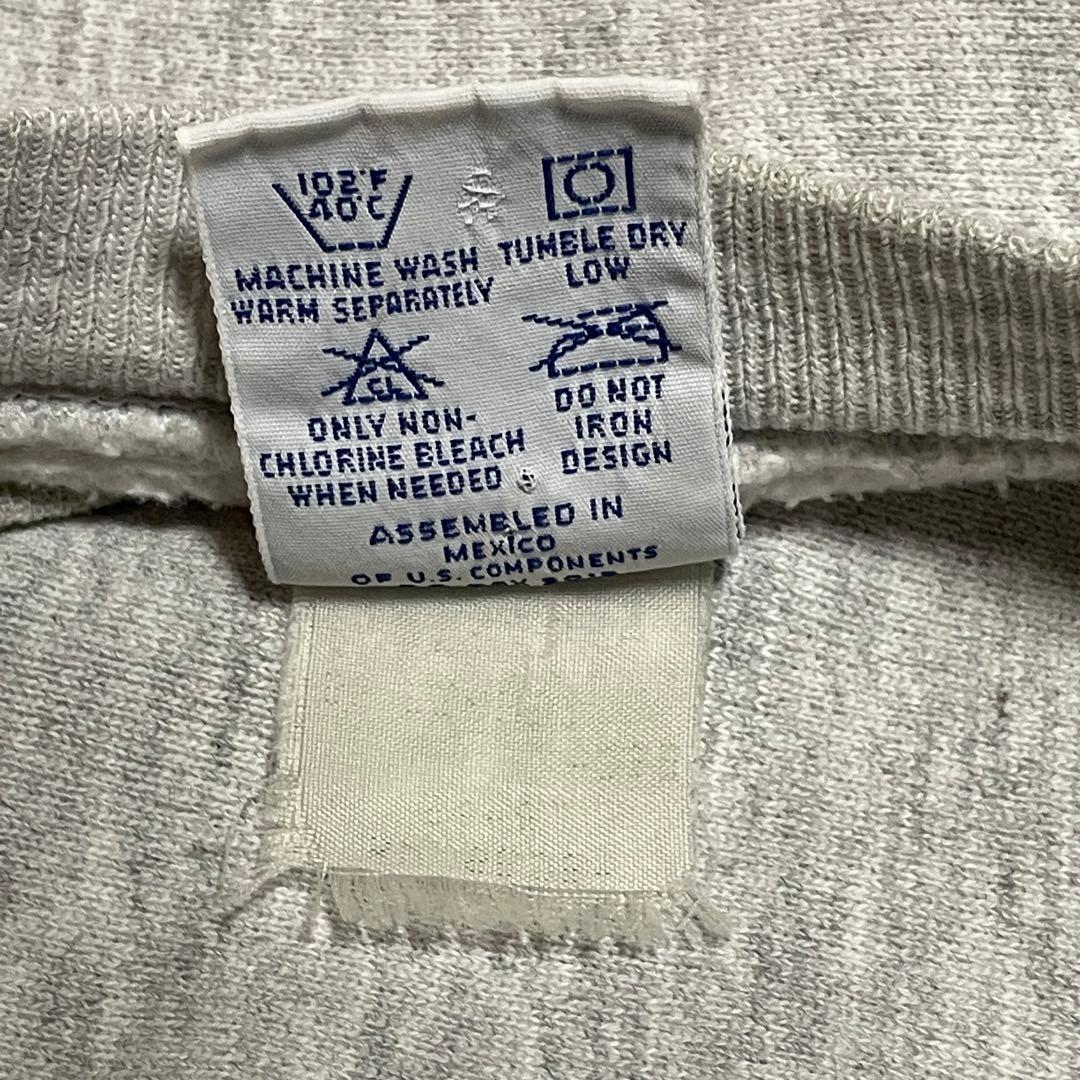 102°F
40°C
MACHINE WASH
WARM SEPARATELY
CL
ONLY NON-
CHLORINE BLEACH
WHEN NEEDED
TUMBLE DRY
LOW
DO NOT
IRON
DESIGN
ASSEMBLED IN
MEXICO
OF U.S. COMPONENTS